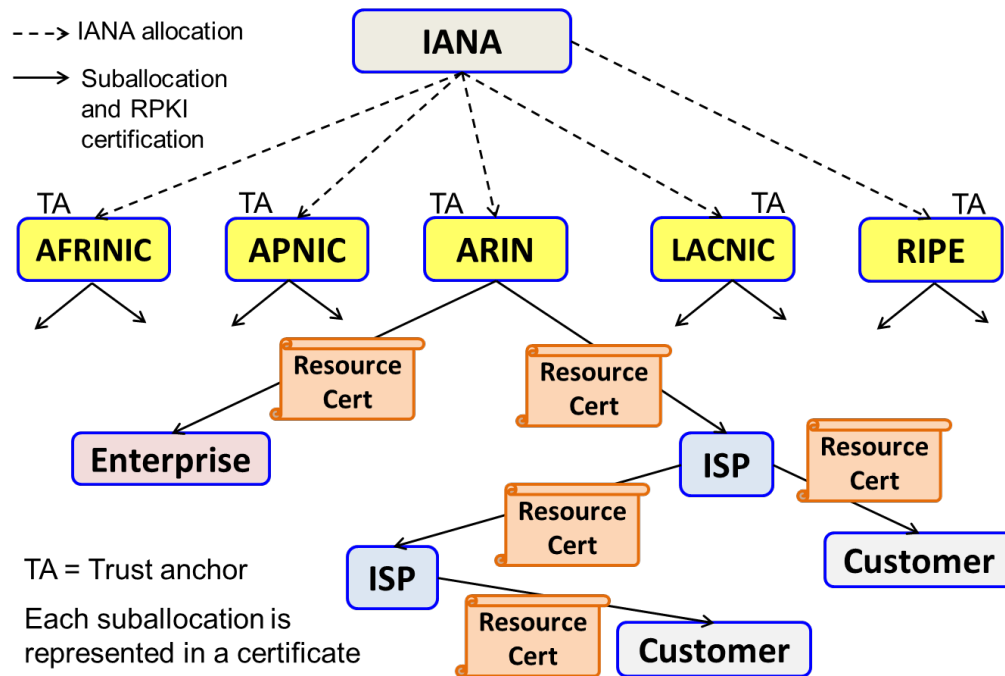 IANA allocation
Suballocation
and RPKI
certification
IANA
TA
TA
TA
TA
TA
AFRINIC
APNIC
ARIN
LACNIC
RIPE
Resource
Cert
Resource
Cert
Enterprise
ISP
Resource
Cert
Resource
Cert
Customer
ISP
Resource
Cert
Customer
TA = Trust anchor
Each suballocation is
represented in a certificate